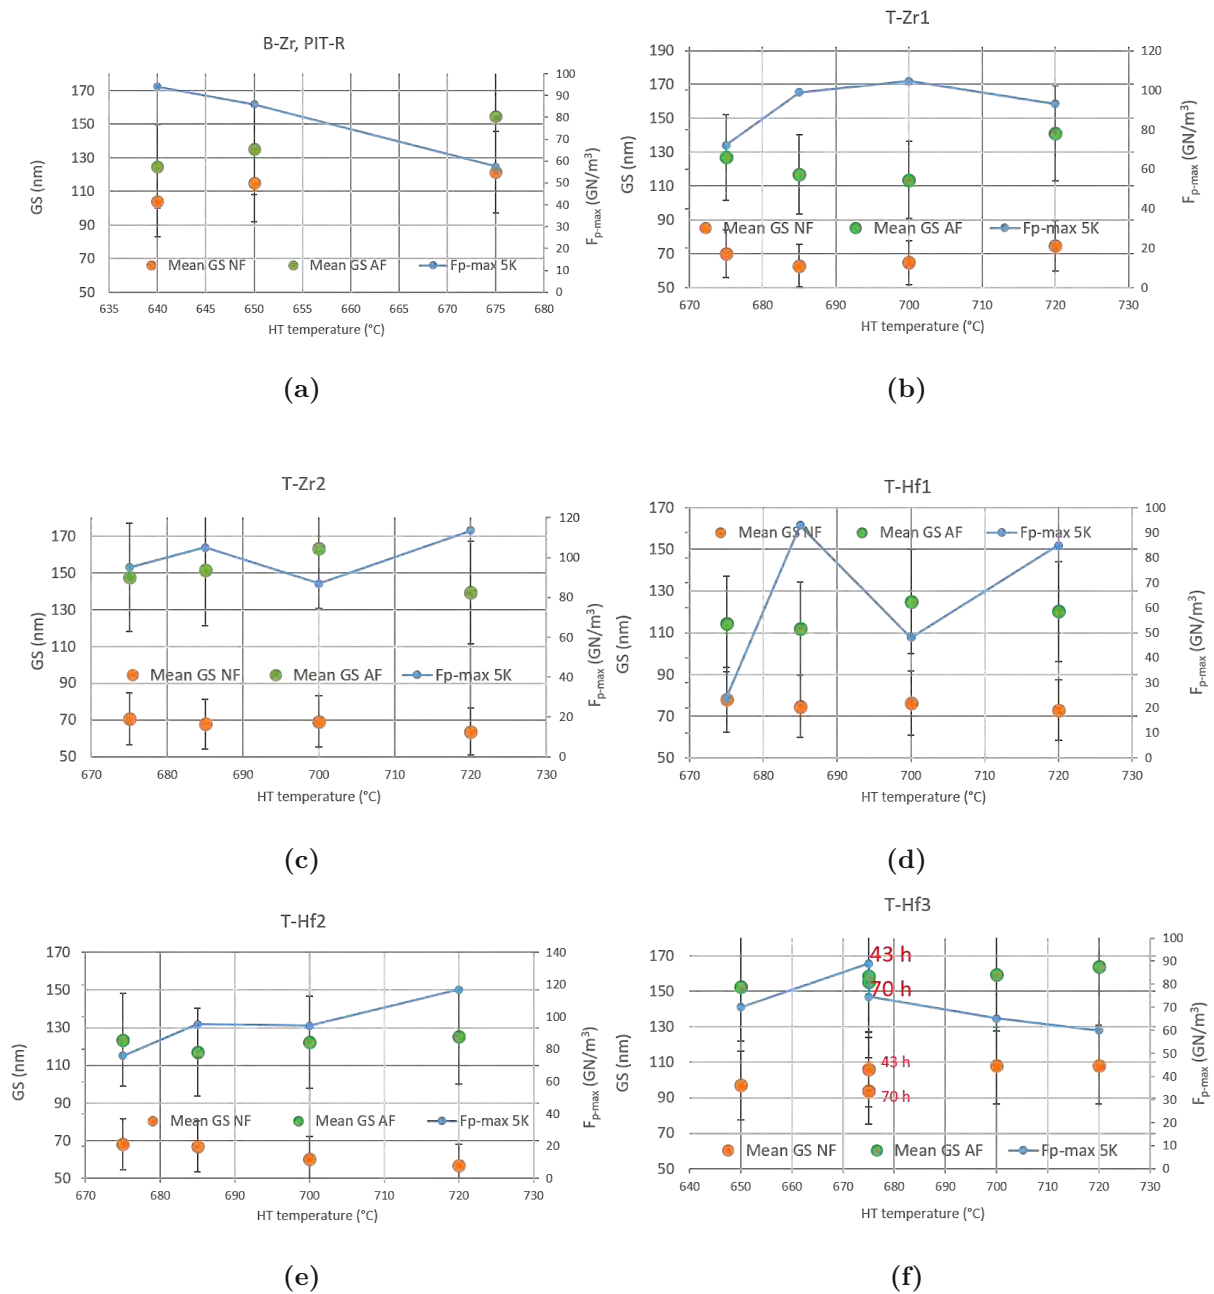 B-Zr, PIT-R
170
150
130
110
90
70
50
GS (nm)
100
90
80
70
60
50
40
30
20
10
0
Fp-max (GN/m³)
Mean GS NF Mean GS AF Fp-max 5K
635 640 645 650 655 660 665 670 675 680
HT temperature (°C)
(a)
T-Zr1
190
170
150
130
110
90
70
50
GS (nm)
120
100
80
60
40
20
0
Fp-max (GN/m³)
Mean GS NF Mean GS AF Fp-max 5K
670 680 690 700 710 720 730
HT temperature (°C)
(b)
T-Zr2
170
150
130
110
90
70
50
GS (nm)
120
100
80
60
40
20
0
Fp-max (GN/m³)
Mean GS NF Mean GS AF Fp-max 5K
670 680 690 700 710 720 730
HT temperature (°C)
(c)
T-Hf1
170
150
130
110
90
70
50
GS (nm)
100
90
80
70
60
50
40
30
20
10
0
Fp-max (GN/m³)
Mean GS NF Mean GS AF Fp-max 5K
670 680 690 700 710 720 730
HT temperature (°C)
(d)
T-Hf2
170
150
130
110
90
70
50
GS (nm)
140
120
100
80
60
40
20
0
Fp-max (GN/m³)
Mean GS NF Mean GS AF Fp-max 5K
670 680 690 700 710 720 730
HT temperature (°C)
(e)
T-Hf3
170
150
130
110
90
70
50
GS (nm)
43 h
70 h
43 h
70 h
100
90
80
70
60
50
40
30
20
10
0
Fp-max (GN/m³)
Mean GS NF Mean GS AF Fp-max 5K
640 650 660 670 680 690 700 710 720 730
HT temperature (°C)
(f)